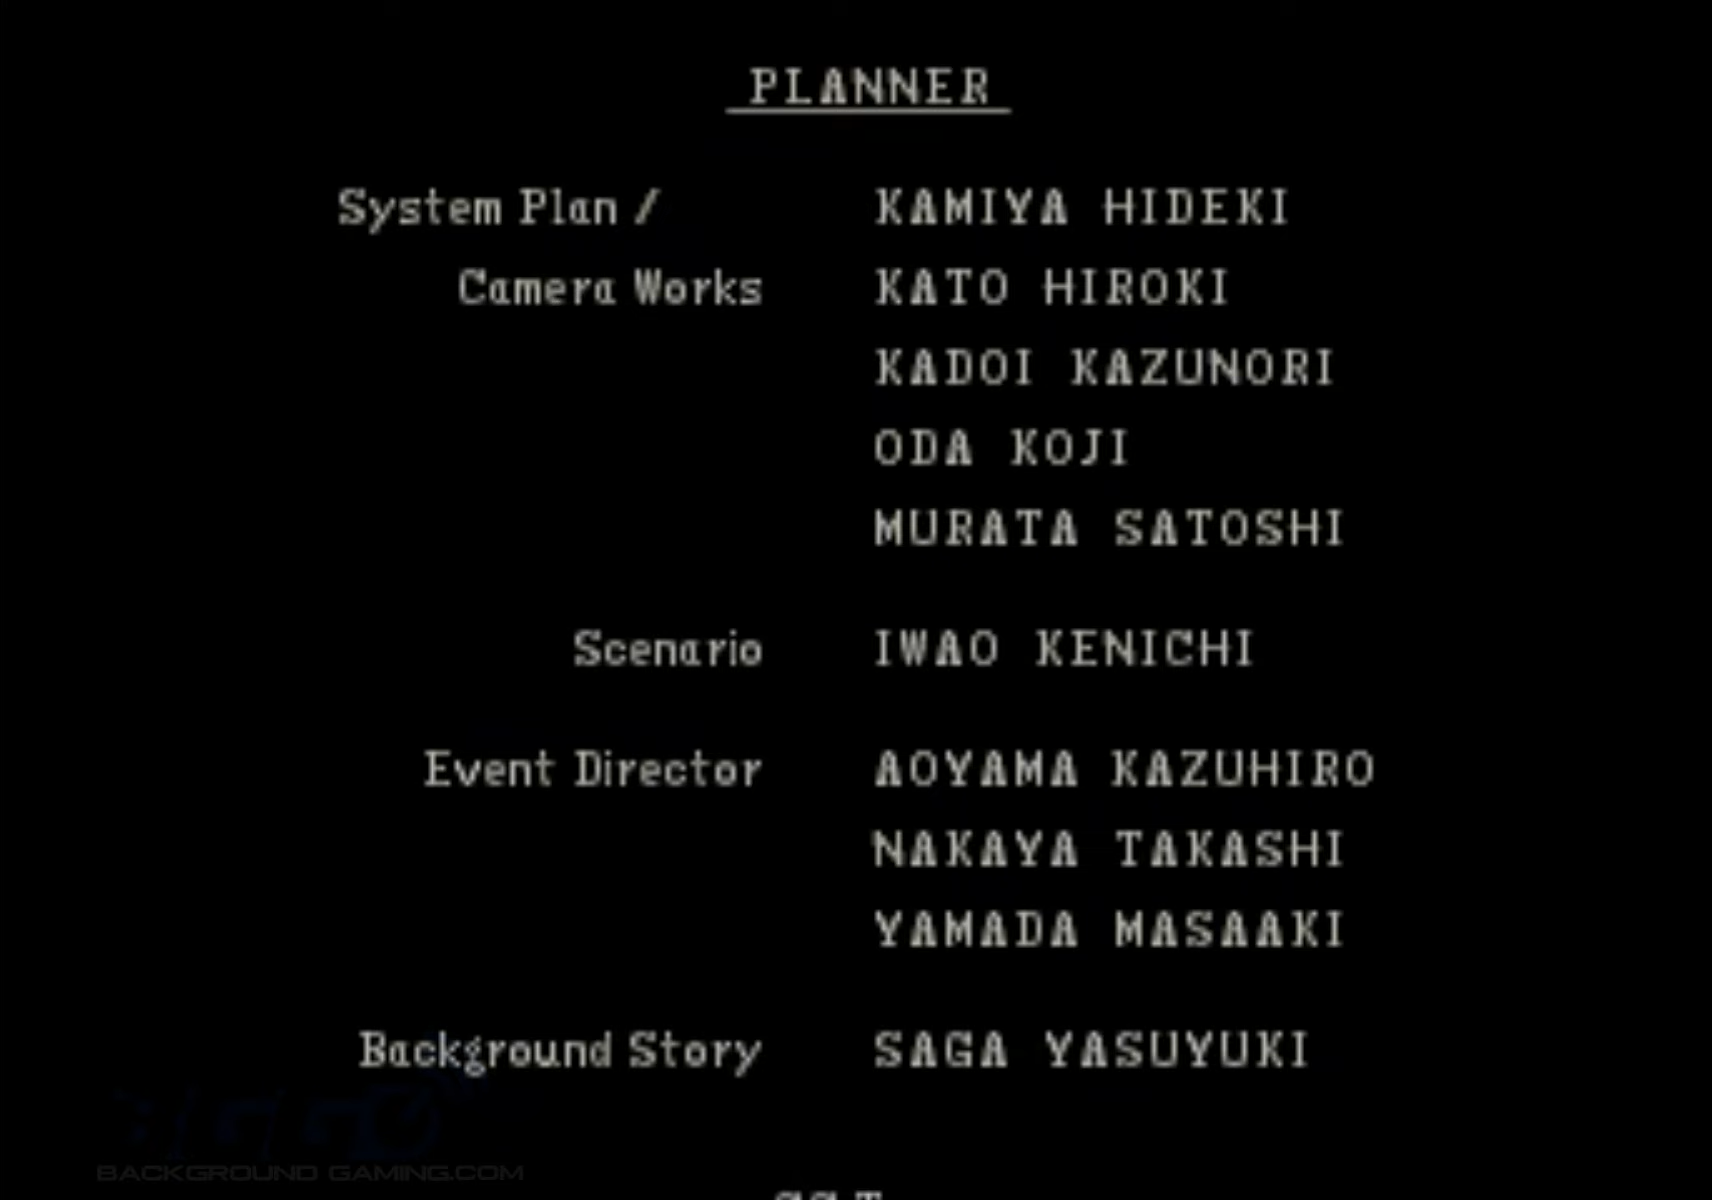 PLANNER
System Plan / KAMIYA HIDEKI
Camera Works KATO HIROKI
KADOI KAZUNORI
ODA KOJI
MURATA SATOSHI
Scenario IWAO KENICHI
Event Director AOYAMA KAZUHIRO
NAKAYA TAKASHI
YAMADA MASAAKI
Background Story SAGA YASUYUKI
BACKGROUND GAMING.COM